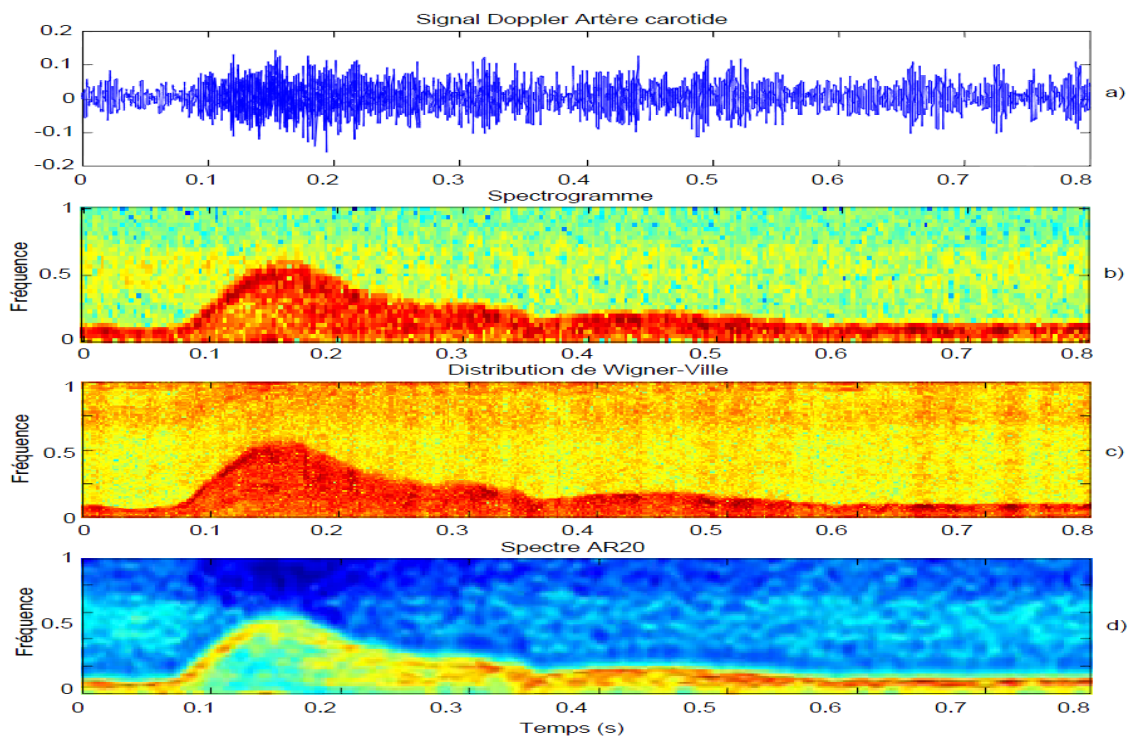 Signal Doppler Artère carotide
0.2
0.1
0
-0.1
-0.2
a)
0 0.1 0.2 0.3 0.4 0.5 0.6 0.7 0.8
Spectrogramme
1
0.5
0
Fréquence
b)
0 0.1 0.2 0.3 0.4 0.5 0.6 0.7 0.8
Distribution de Wigner-Ville
1
0.5
0
Fréquence
c)
0 0.1 0.2 0.3 0.4 0.5 0.6 0.7 0.8
Spectre AR20
1
0.5
0
Fréquence
d)
0 0.1 0.2 0.3 0.4 0.5 0.6 0.7 0.8
Temps (s)